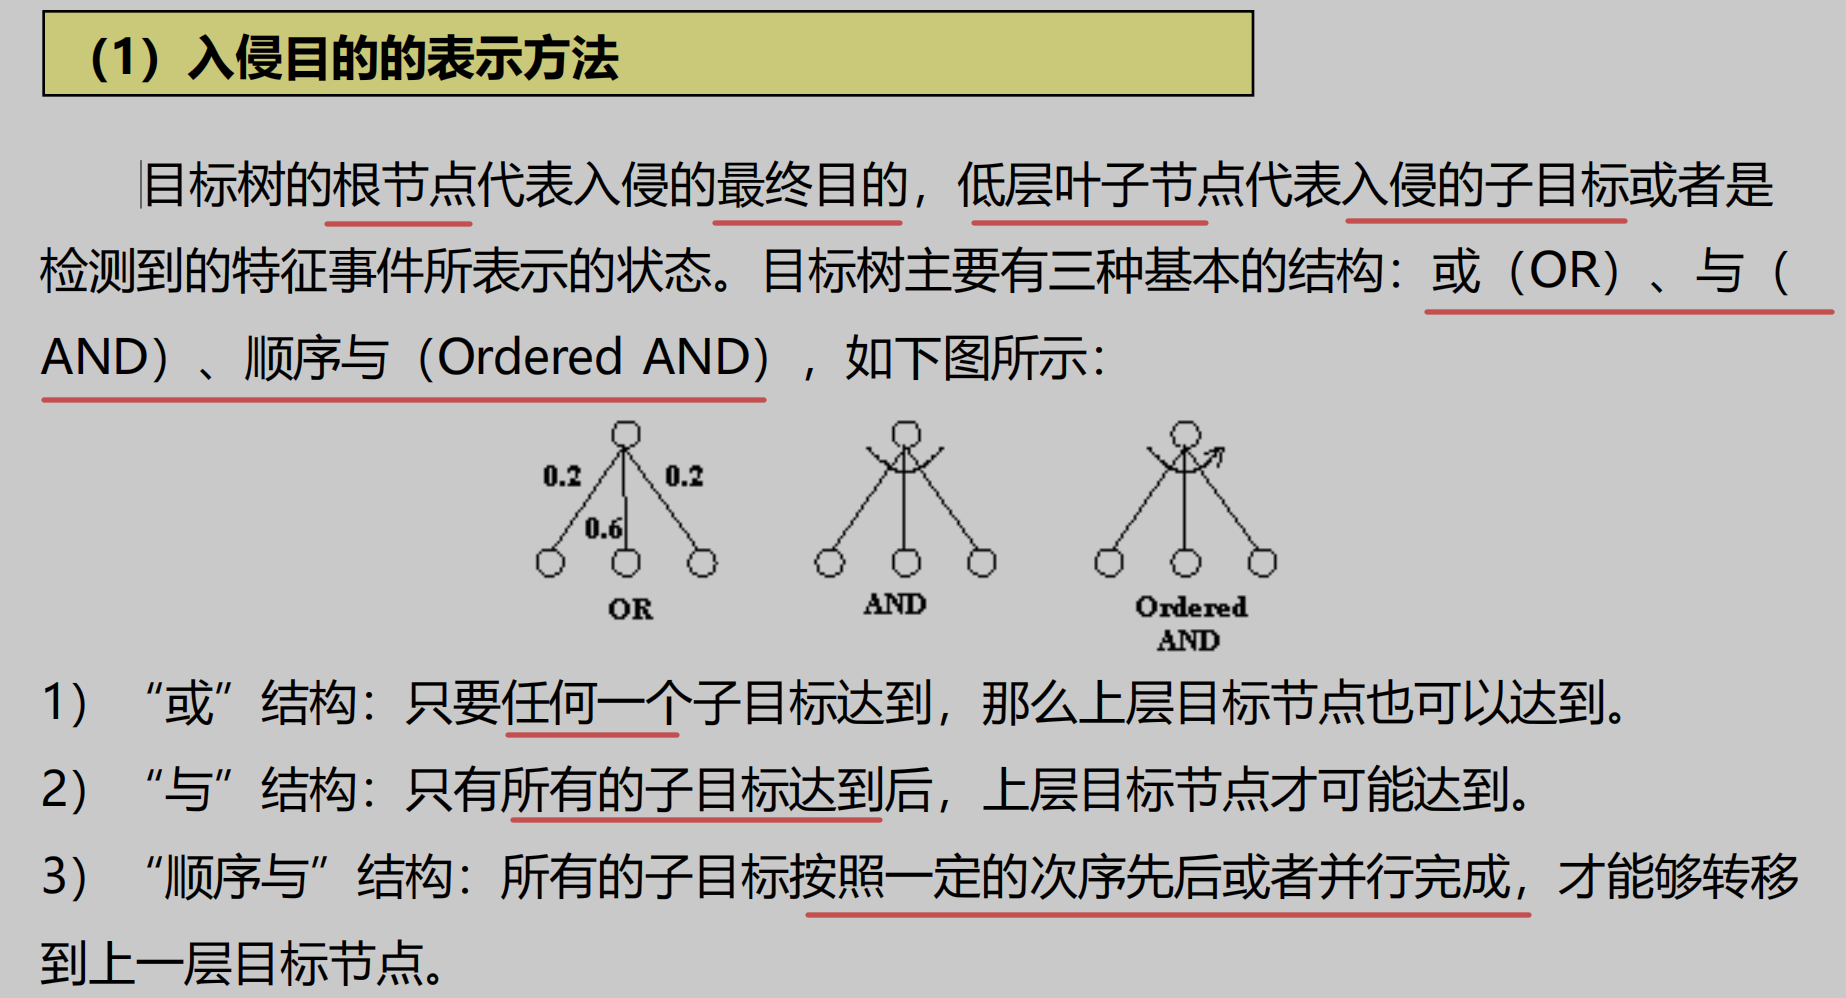 （1）入侵目的的表示方法
目标树的根节点代表入侵的最终目的，低层叶子节点代表入侵的子目标或者是
检测到的特征事件所表示的状态。目标树主要有三种基本的结构：或（OR）、与（
AND）、顺序与（Ordered AND），如下图所示：
0.2 0.2
0.6
OR
AND
Ordered
AND
1）“或”结构：只要任何一个子目标达到，那么上层目标节点也可以达到。
2）“与”结构：只有所有的子目标达到后，上层目标节点才可能达到。
3）“顺序与”结构：所有的子目标按照一定的次序先后或者并行完成，才能够转移
到上一层目标节点。